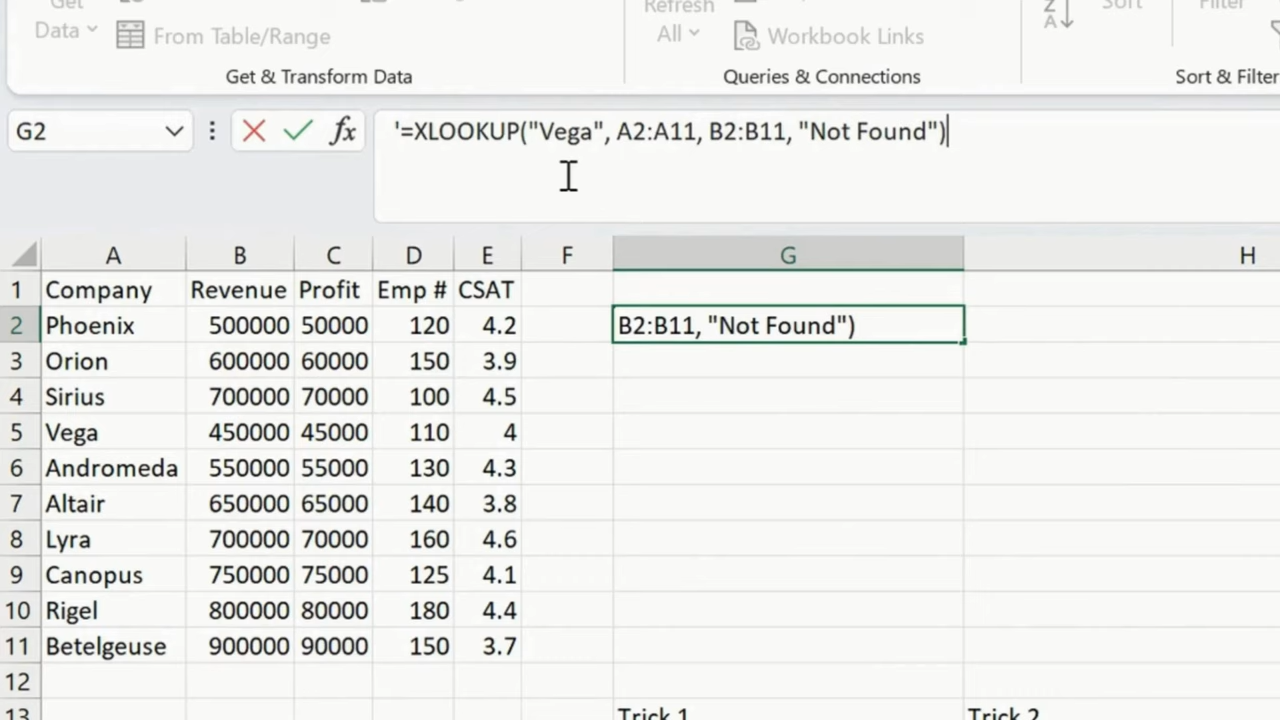 Get
Data
From Table/Range
Refresh
All
Workbook Links
Z
A
Sort
Filter
Get & Transform Data
Queries & Connections
Sort & Filter
G2
fx
'=XLOOKUP("Vega", A2:A11, B2:B11, "Not Found")
A B C D E F G H
1 Company Revenue Profit Emp # CSAT
2 Phoenix 500000 50000 120 4.2 B2:B11, "Not Found")
3 Orion 600000 60000 150 3.9
4 Sirius 700000 70000 100 4.5
5 Vega 450000 45000 110 4
6 Andromeda 550000 55000 130 4.3
7 Altair 650000 65000 140 3.8
8 Lyra 700000 70000 160 4.6
9 Canopus 750000 75000 125 4.1
10 Rigel 800000 80000 180 4.4
11 Betelgeuse 900000 90000 150 3.7
12
13 Trick 1 Trick 2